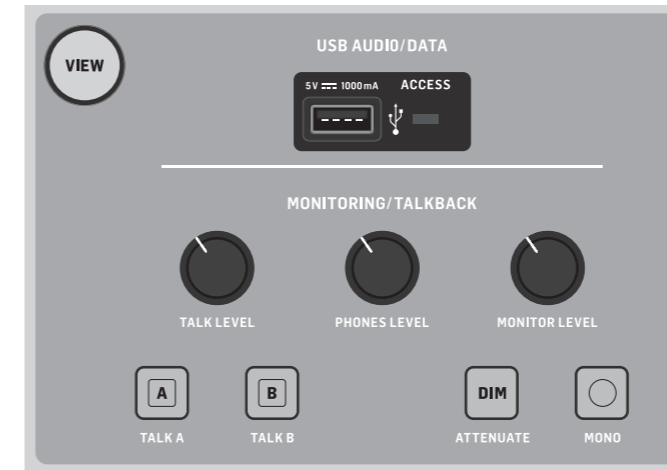 USB AUDIO/DATA
VIEW
5V ⎓ 1000mA ACCESS
MONITORING/TALKBACK
TALK LEVEL PHONES LEVEL MONITOR LEVEL
A B DIM
TALK A TALK B ATTENUATE MONO